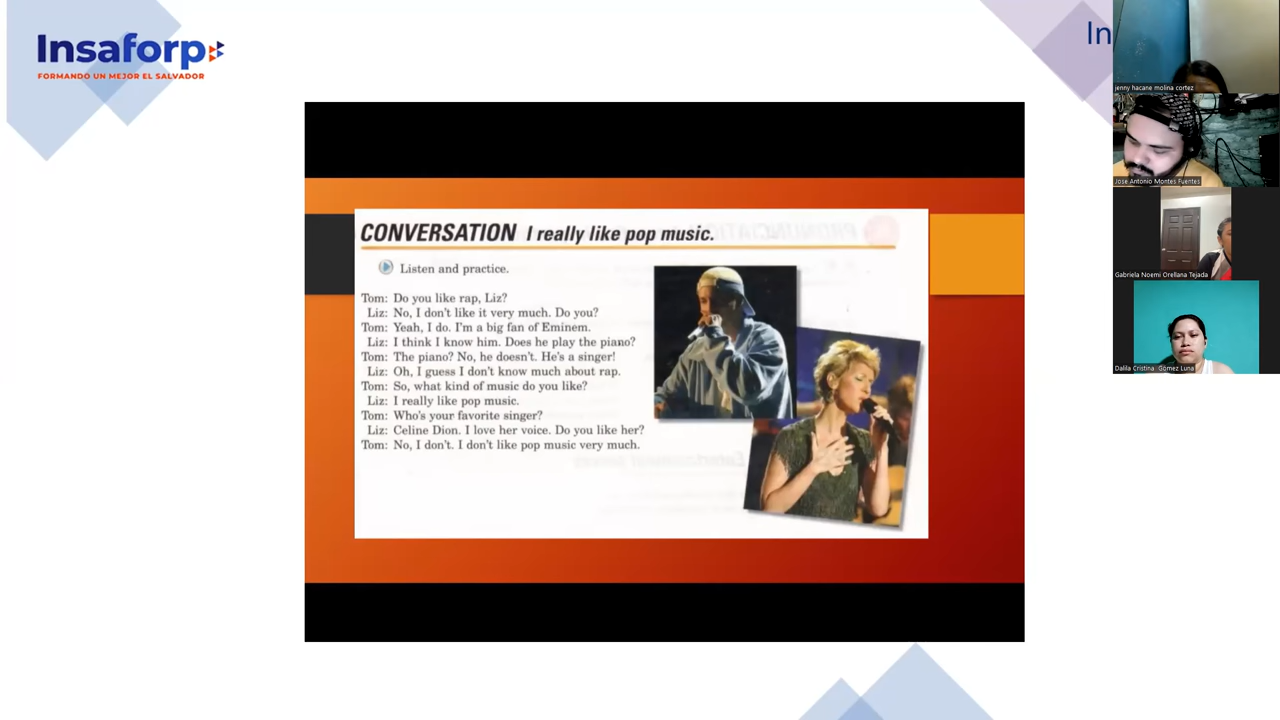 Insaforp
FORMANDO UN MEJOR EL SALVADOR
In
CONVERSATION I really like pop music.
Listen and practice.
Tom: Do you like rap, Liz?
Liz: No, I don't like it very much. Do you?
Tom: Yeah, I do. I'm a big fan of Eminem.
Liz: I think I know him. Does he play the piano?
Tom: The piano? No, he doesn't. He's a singer!
Liz: Oh, I guess I don't know much about rap.
Tom: So, what kind of music do you like?
Liz: I really like pop music.
Tom: Who's your favorite singer?
Liz: Celine Dion. I love her voice. Do you like her?
Tom: No, I don't. I don't like pop music very much.
jenny hacane molina cortez
Jose Antonio Montes Fuentes
Gabriela Noemi Orellana Tejada
Dalila Cristina Gomez Luna